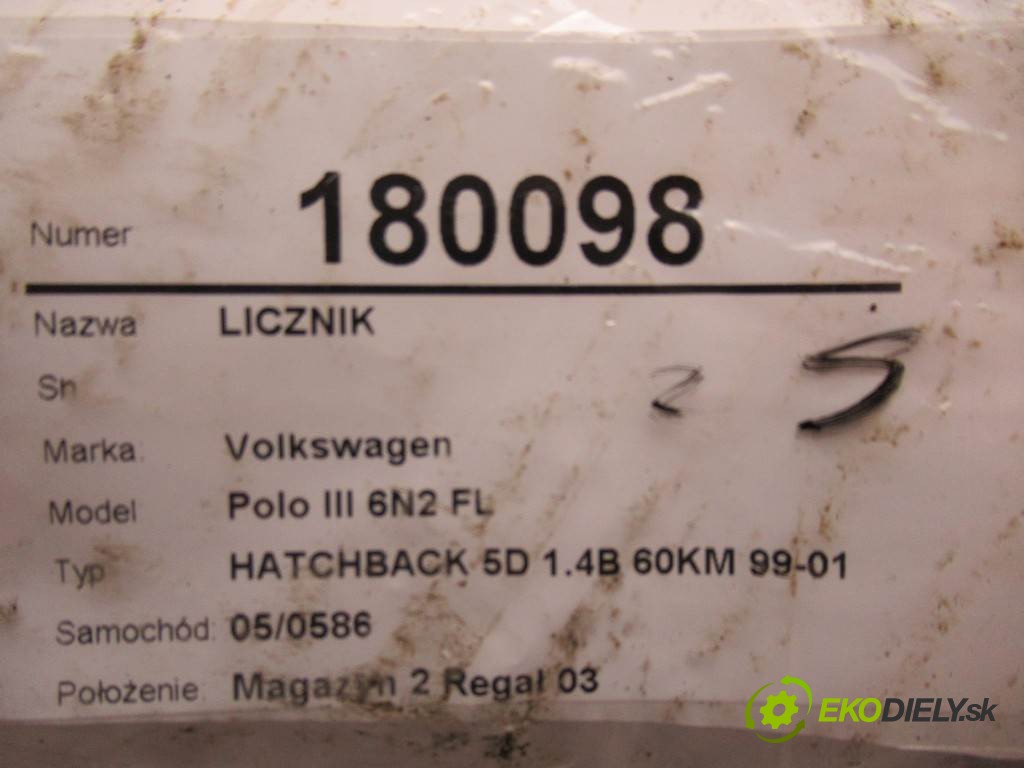 Numer 180098
Nazwa LICZNIK
Sn
Marka: Volkswagen
Model Polo III 6N2 FL
Typ HATCHBACK 5D 1.4B 60KM 99-01
Samochód: 05/0586
Położenie: Magazyn 2 Regał 03
2 5
EKODIELY.sk